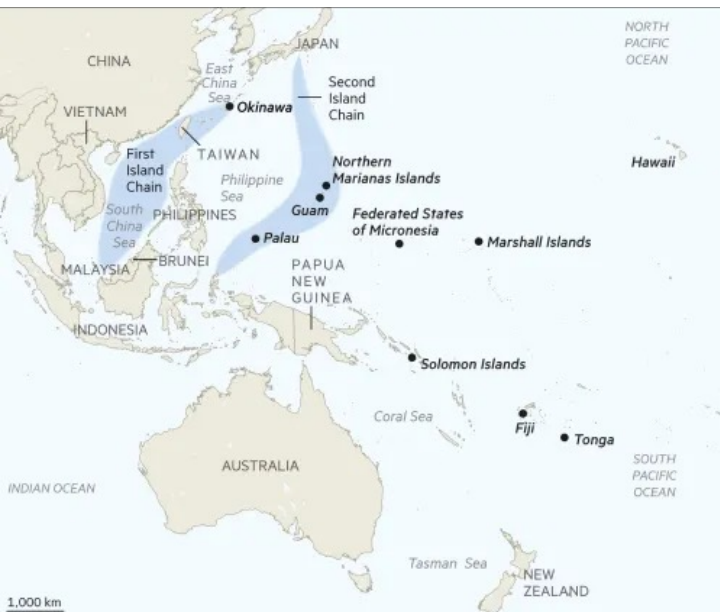 NORTH
PACIFIC
OCEAN
JAPAN
CHINA
East
China
Sea
Second
Island
Chain
Okinawa
VIETNAM
First
Island
Chain
TAIWAN
Northern
Marianas Islands
Hawaii
Philippine
Sea
South
China
Sea
PHILIPPINES
Guam
Federated States
of Micronesia
Palau
Marshall Islands
MALAYSIA
BRUNEI
PAPUA
NEW
GUINEA
INDONESIA
Solomon Islands
Coral Sea
Fiji
Tonga
AUSTRALIA
SOUTH
PACIFIC
OCEAN
INDIAN OCEAN
Tasman Sea
NEW
ZEALAND
1,000 km